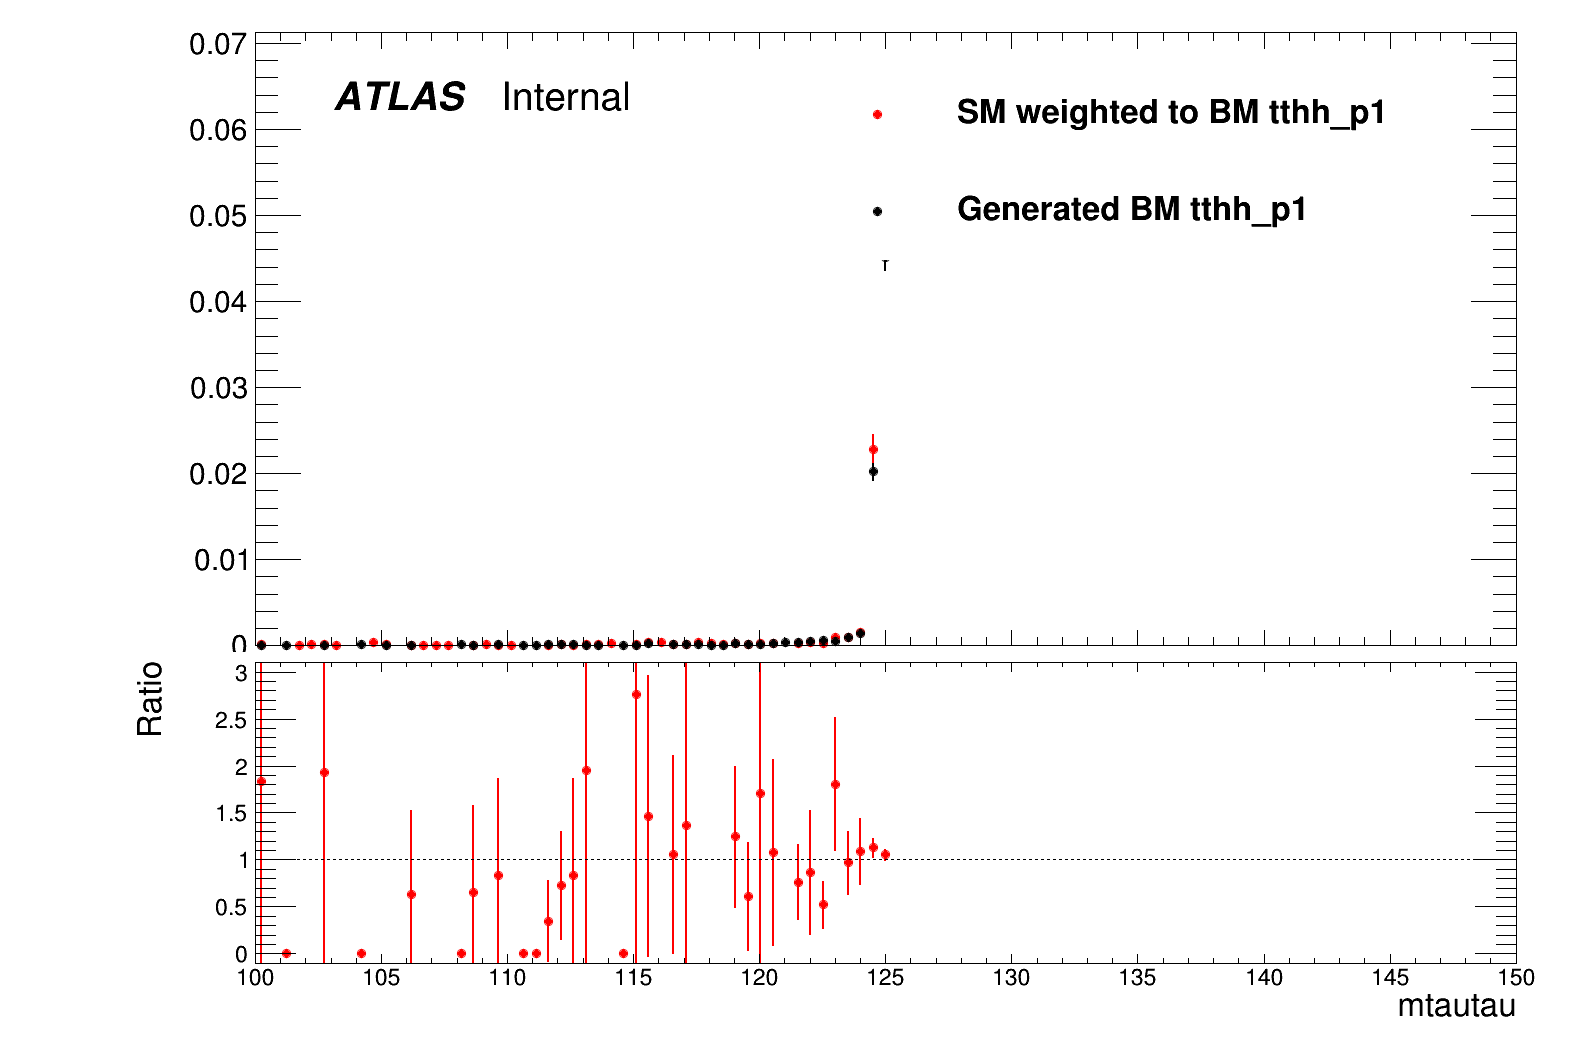 0.07
ATLAS Internal
SM weighted to BM tthh_p1
0.06
Generated BM tthh_p1
0.05
0.04
0.03
0.02
0.01
0
Ratio
3
2.5
2
1.5
1
0.5
0
100 105 110 115 120 125 130 135 140 145 150
mtautau